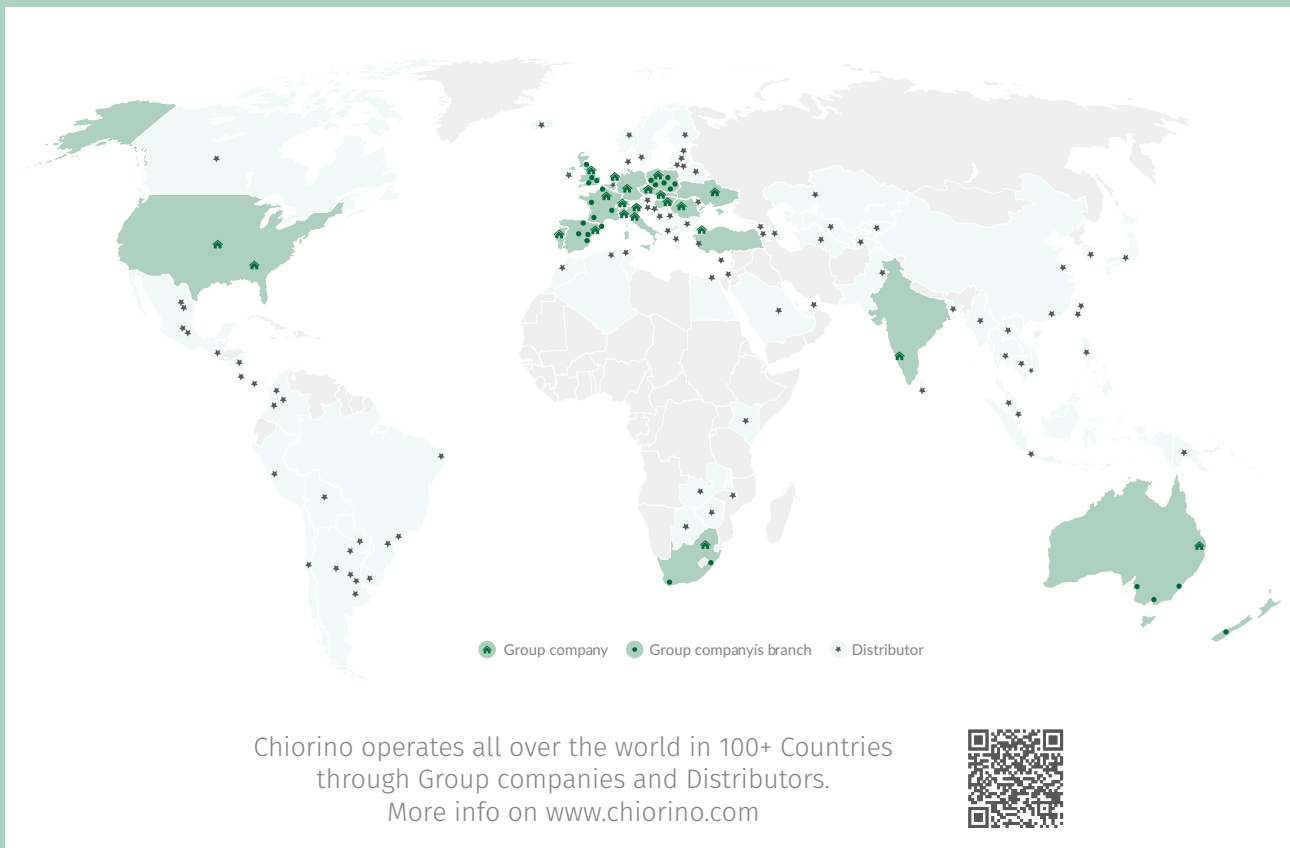 Group company
Group companyís branch
Distributor
Chiorino operates all over the world in 100+ Countries
through Group companies and Distributors.
More info on www.chiorino.com